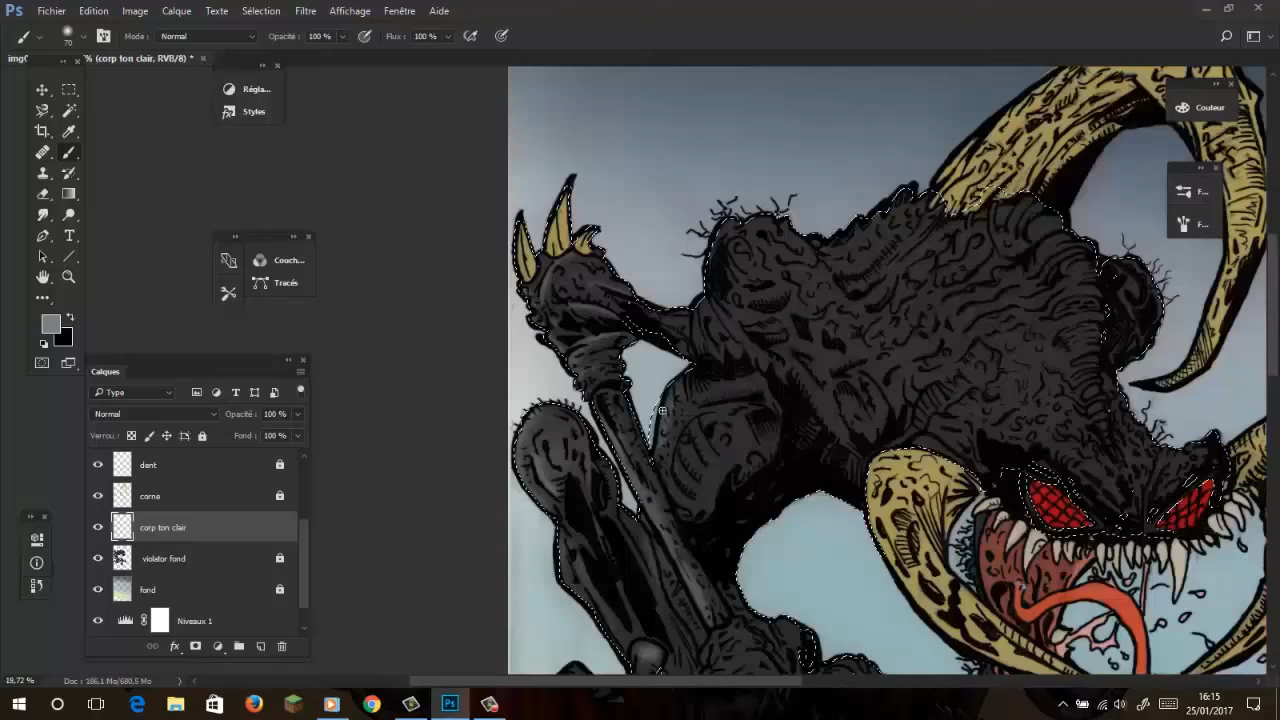 Ps Fichier Edition Image Calque Texte Sélection Filtre Affichage Fenêtre Aide
70 Mode : Normal Opacité : 100 % Flux : 100 %
% (corp ton clair, RVB/8) * ×
Régla...
Styles
Couleur
F...
F...
Couch...
Tracés
Calques
Type
Normal Opacité : 100 %
Verrou : Fond : 100 %
dent
corne
corp ton clair
violator fond
fond
Niveaux 1
fx
18,72 % Doc : 186,1 Mo/680,5 Mo
16:15
25/01/2017